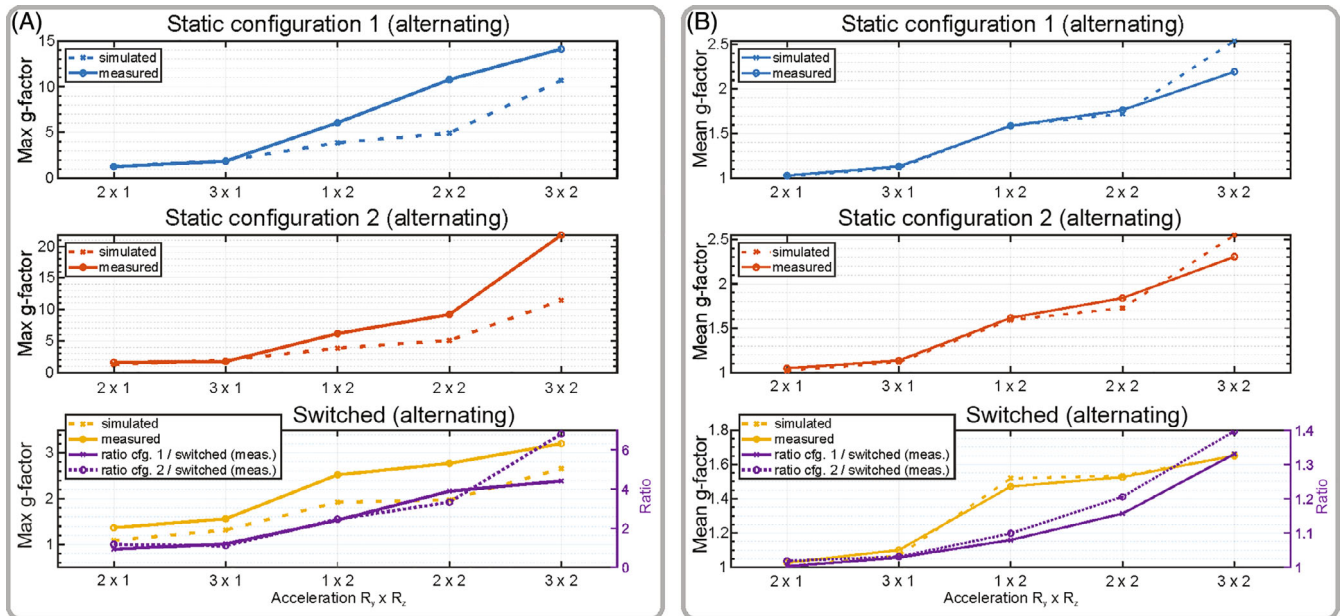 (A)
Static configuration 1 (alternating)
Max g-factor
15
10
5
0
simulated
measured
2 x 1
3 x 1
1 x 2
2 x 2
3 x 2
Static configuration 2 (alternating)
Max g-factor
20
15
10
5
0
simulated
measured
2 x 1
3 x 1
1 x 2
2 x 2
3 x 2
Switched (alternating)
Max g-factor
3
2
1
simulated
measured
ratio cfg. 1 / switched (meas.)
ratio cfg. 2 / switched (meas.)
6
4
2
0
Ratio
2 x 1
3 x 1
1 x 2
2 x 2
3 x 2
Acceleration Ry x Rz
(B)
Static configuration 1 (alternating)
Mean g-factor
2.5
2
1.5
1
simulated
measured
2 x 1
3 x 1
1 x 2
2 x 2
3 x 2
Static configuration 2 (alternating)
Mean g-factor
2.5
2
1.5
1
simulated
measured
2 x 1
3 x 1
1 x 2
2 x 2
3 x 2
Switched (alternating)
Mean g-factor
1.8
1.6
1.4
1.2
1
simulated
measured
ratio cfg. 1 / switched (meas.)
ratio cfg. 2 / switched (meas.)
1.4
1.3
1.2
1.1
1
Ratio
2 x 1
3 x 1
1 x 2
2 x 2
3 x 2
Acceleration Ry x Rz